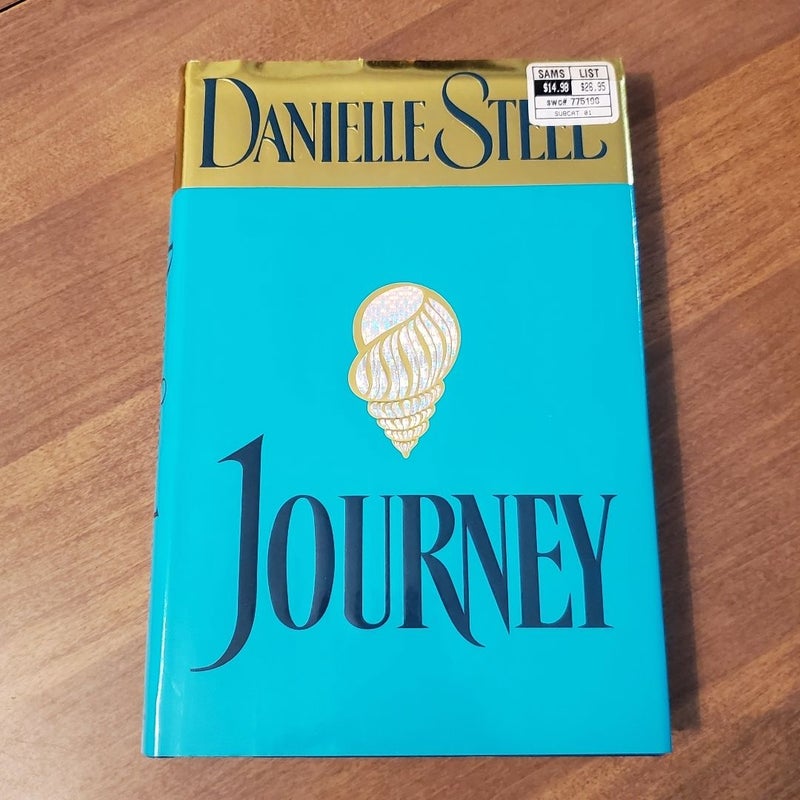 DANIELLE STEEL
SAMS LIST
$14.98 $26.95
SWC# 775100
SUBCAT 01
JOURNEY